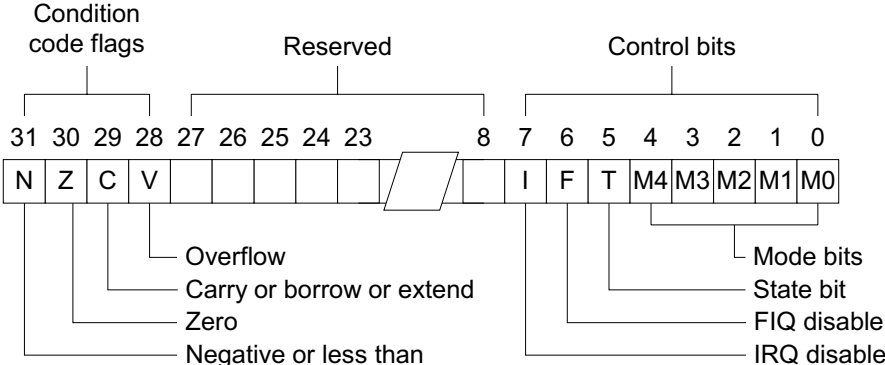 Condition
code flags
Reserved
Control bits
31 30 29 28 27 26 25 24 23 8 7 6 5 4 3 2 1 0
N Z C V I F T M4 M3 M2 M1 M0
Overflow
Mode bits
Carry or borrow or extend
State bit
Zero
FIQ disable
Negative or less than
IRQ disable